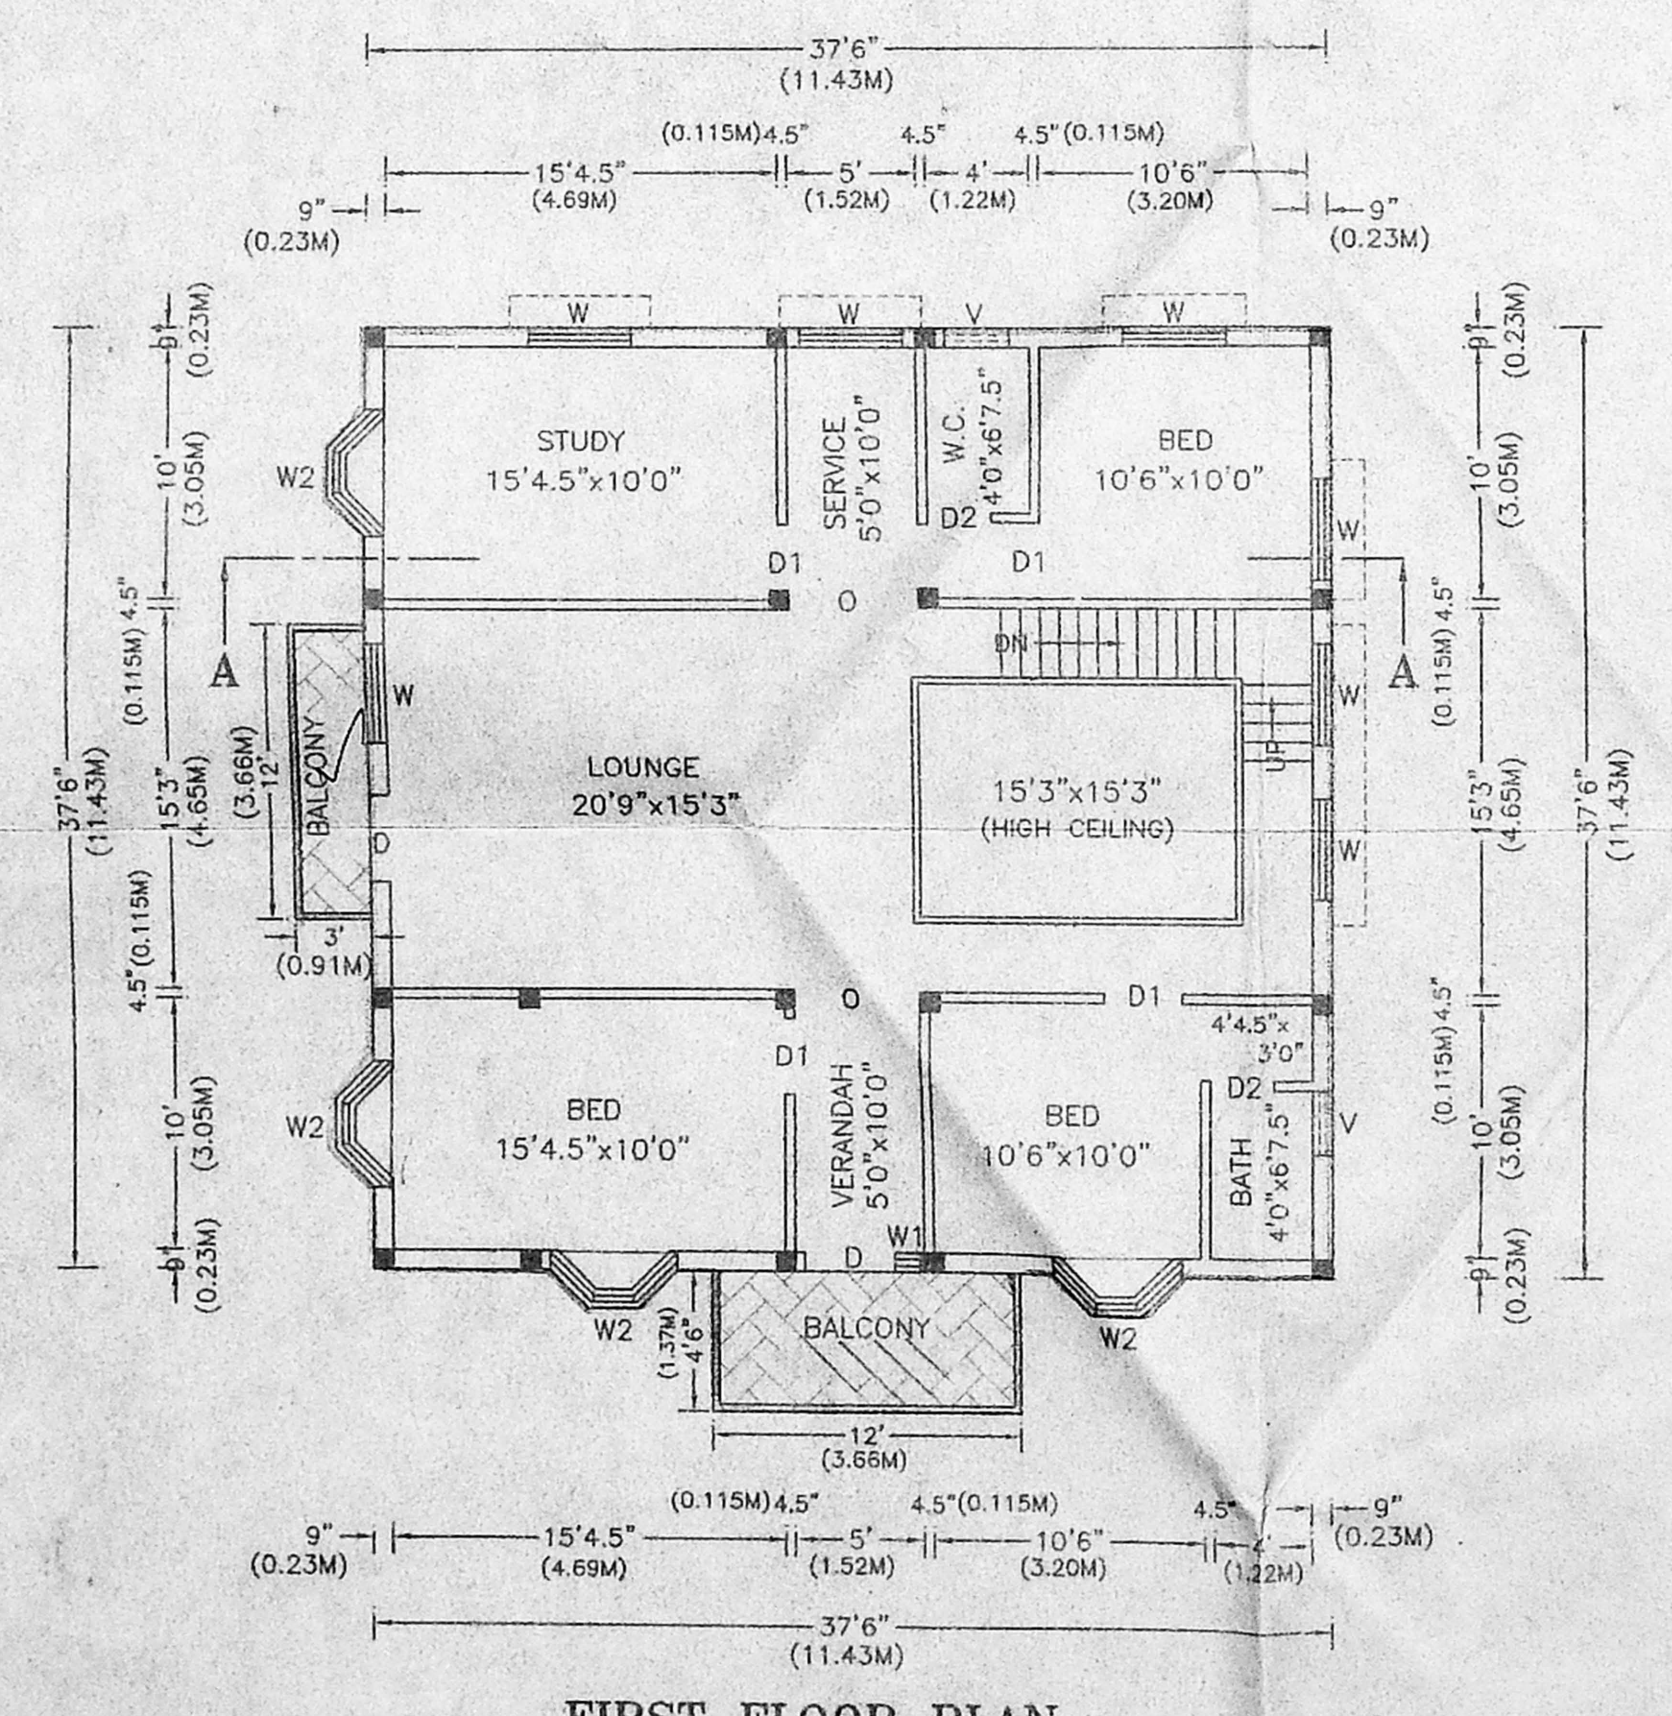 37'6"
(11.43M)
(0.115M) 4.5" 4.5" 4.5" (0.115M)
15'4.5" 5' 4' 10'6"
(4.69M) (1.52M) (1.22M) (3.20M)
9" 9"
(0.23M) (0.23M)
9" (0.23M)
9" (0.23M)
W W V W
STUDY
15'4.5"x10'0"
SERVICE
5'0"x10'0"
W.C.
4'0"x6'7.5"
BED
10'6"x10'0"
W2
10'
(3.05M)
10'
(3.05M)
W
D2
D1 D1
O
(0.115M) 4.5"
(0.115M) 4.5"
A A
DN
UP
W
W
BALCONY
12'
(3.66M)
37'6"
(11.43M)
15'3"
(4.65M)
LOUNGE
20'9"x15'3"
15'3"x15'3"
(HIGH CEILING)
15'3"
(4.65M)
37'6"
(11.43M)
W
D
3'
(0.91M)
4.5" (0.115M)
(0.115M) 4.5"
O
D1
4'4.5"x
3'0"
D1
D2
BED
15'4.5"x10'0"
VERANDAH
5'0"x10'0"
BED
10'6"x10'0"
BATH
4'0"x6'7.5"
V
W2
10'
(3.05M)
10'
(3.05M)
W1
D
9"
(0.23M)
9"
(0.23M)
W2
W2
BALCONY
4'6"
(1.37M)
12'
(3.66M)
(0.115M) 4.5" 4.5" (0.115M) 4.5"
9" 15'4.5" 5' 10'6" 9"
(0.23M) (4.69M) (1.52M) (3.20M) (1.22M) (0.23M)
37'6"
(11.43M)
FIRST FLOOR PLAN